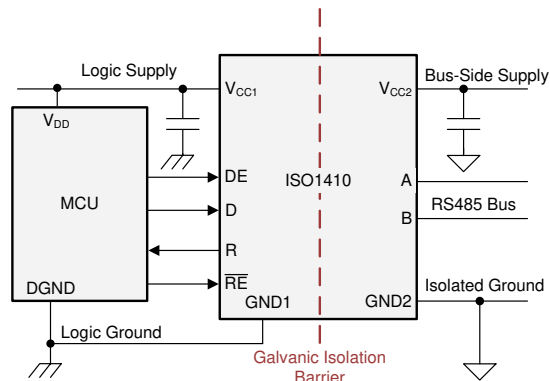 Logic Supply
Bus-Side Supply
VCC1
VCC2
VDD
DE
ISO1410
A
MCU
D
RS485 Bus
B
R
RE
DGND
GND1
GND2
Isolated Ground
Logic Ground
Galvanic Isolation
Barrier